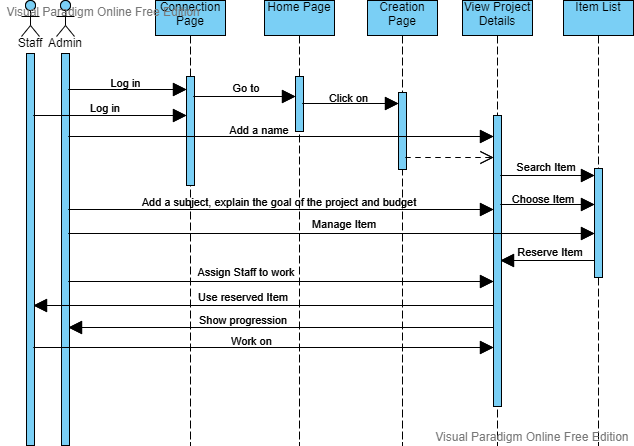 Visual Paradigm Online Free Edition
Staff
Admin
Connection
Page
Home Page
Creation
Page
View Project
Details
Item List
Log in
Go to
Click on
Log in
Add a name
Search Item
Choose Item
Add a subject, explain the goal of the project and budget
Manage Item
Reserve Item
Assign Staff to work
Use reserved Item
Show progression
Work on
Visual Paradigm Online Free Edition